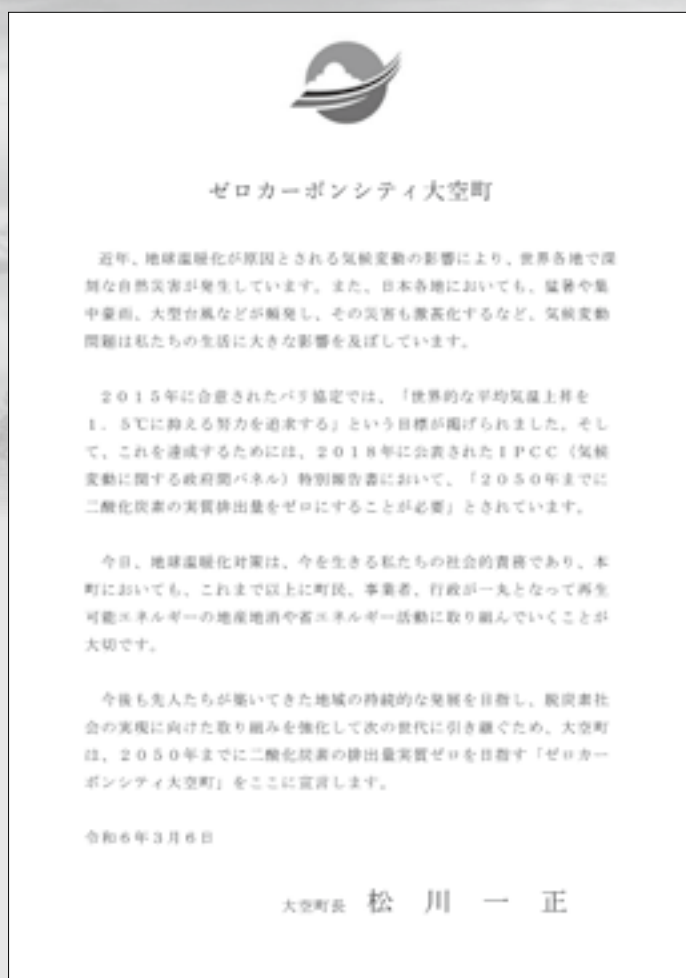 ゼロカーボンシティ大空町
近年、地球温暖化が原因とされる気候変動の影響により、世界各地で深
刻な自然災害が発生しています。また、日本各地においても、猛暑や集
中豪雨、大型台風などが頻発し、その災害も激甚化するなど、気候変動
問題は私たちの生活に大きな影響を及ぼしています。
2015年に合意されたパリ協定では、「世界的な平均気温上昇を
1．5℃に抑える努力を追求する」という目標が掲げられました。そし
て、これを達成するためには、2018年に公表されたIPCC（気候
変動に関する政府間パネル）特別報告書において、「2050年までに
二酸化炭素の実質排出量をゼロにすることが必要」とされています。
今日、地球温暖化対策は、今を生きる私たちの社会的責務であり、本
町においても、これまで以上に町民、事業者、行政が一丸となって再生
可能エネルギーの地産地消や省エネルギー活動に取り組んでいくことが
大切です。
今後も先人たちが築いてきた地域の持続的な発展を目指し、脱炭素社
会の実現に向けた取り組みを強化して次の世代に引き継ぐため、大空町
は、2050年までに二酸化炭素の排出量実質ゼロを目指す「ゼロカー
ボンシティ大空町」をここに宣言します。
令和6年3月6日
大空町長 松川一正